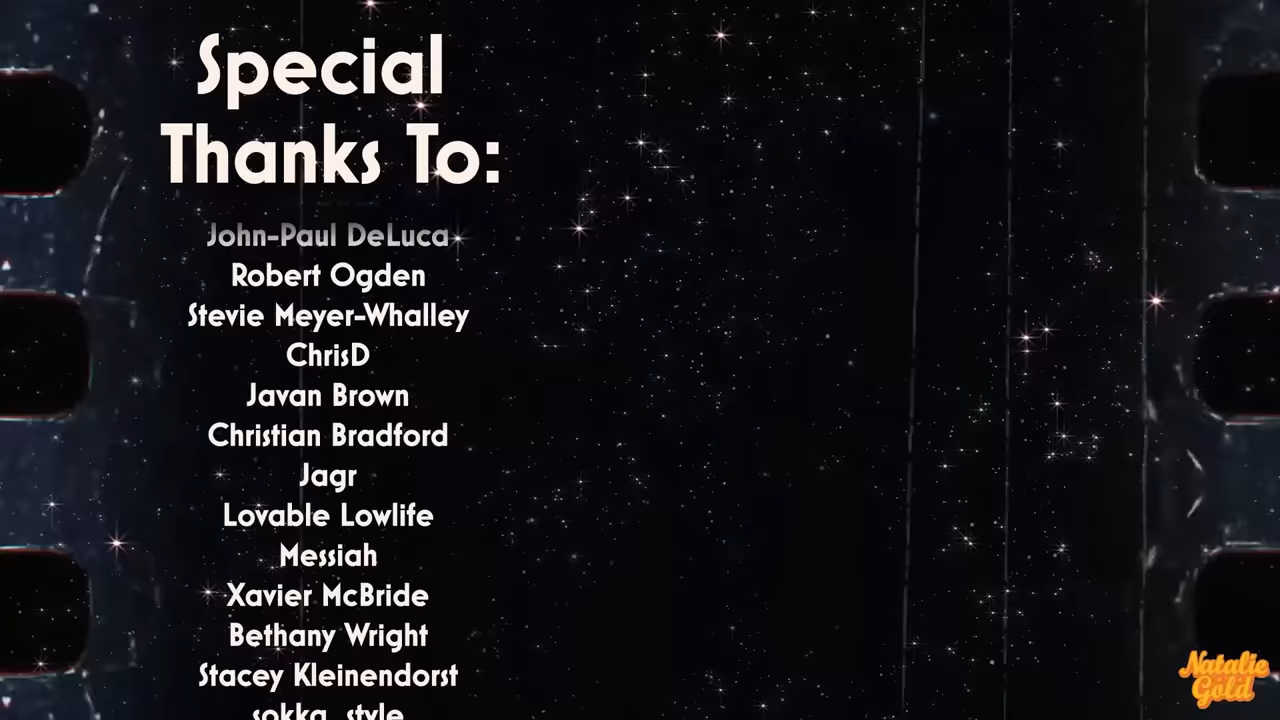 Special
Thanks To:
John-Paul DeLuca
Robert Ogden
Stevie Meyer-Whalley
ChrisD
Javan Brown
Christian Bradford
Jagr
Lovable Lowlife
Messiah
Xavier McBride
Bethany Wright
Stacey Kleinendorst
sokka_style
Natalie
Gold